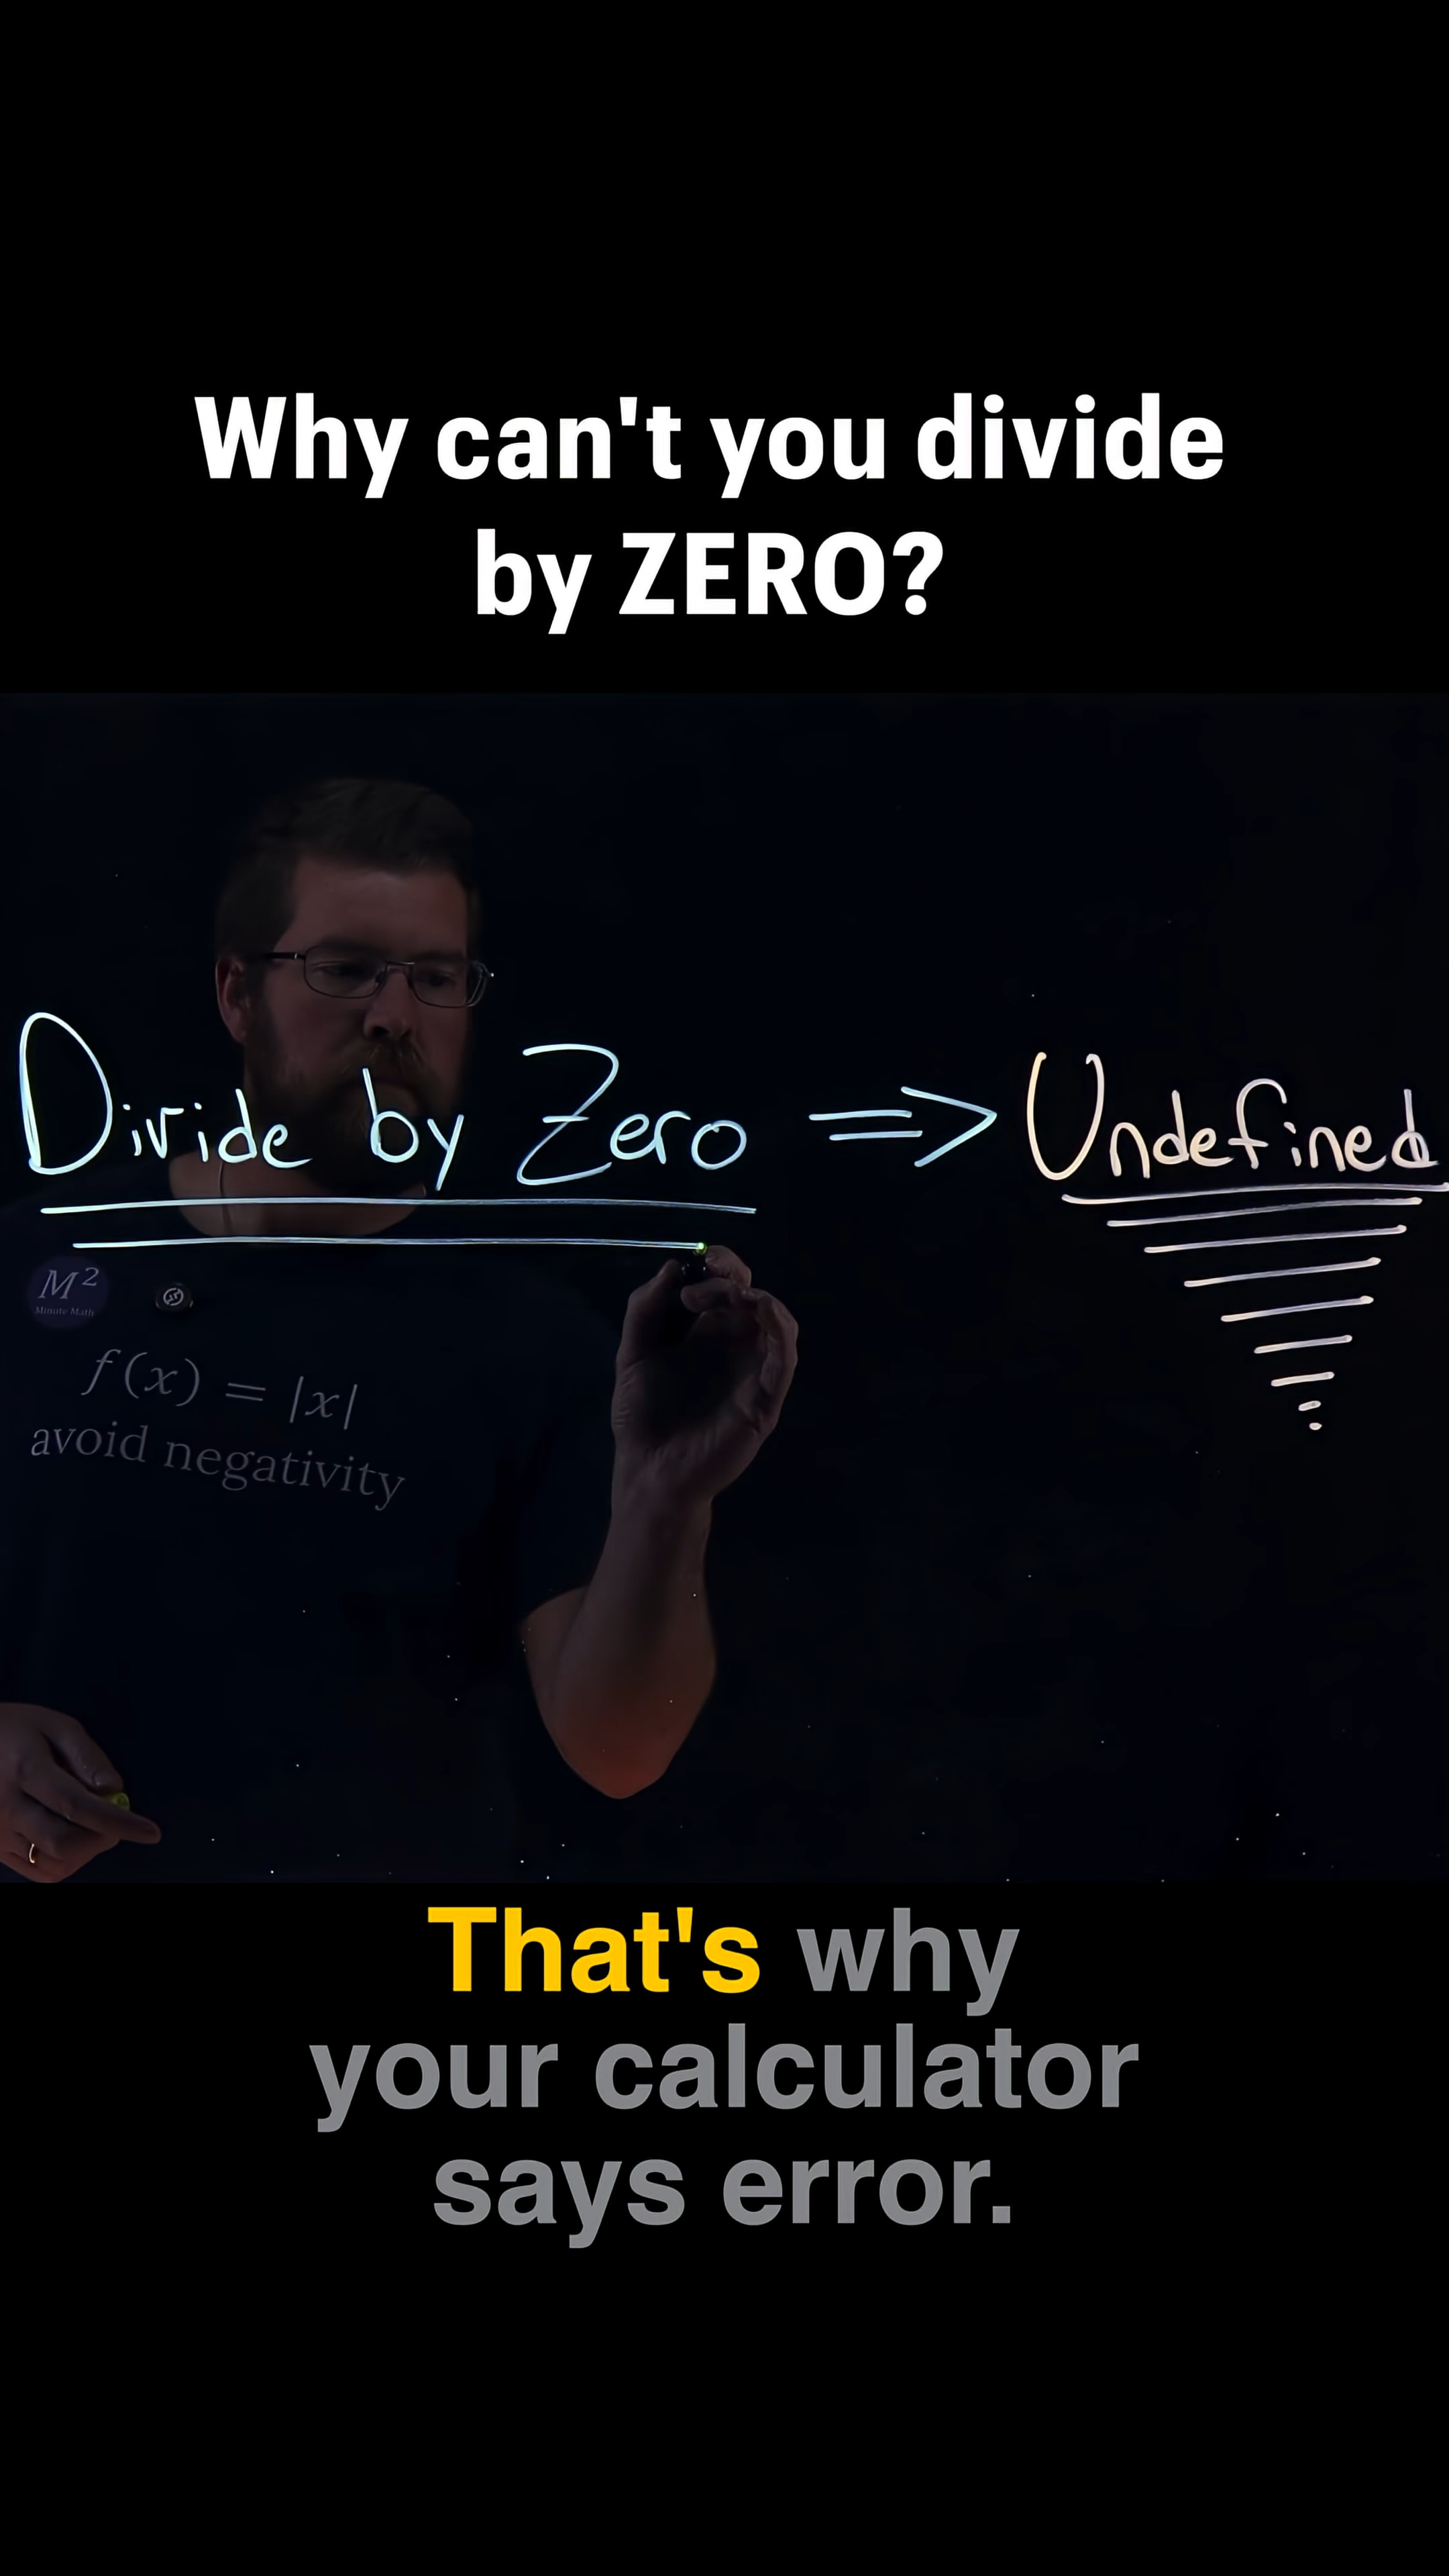 Why can't you divide
by ZERO?
Divide by Zero => Undefined
M²
Minute Math
f(x) = |x|
avoid negativity
That's why
your calculator
says error.